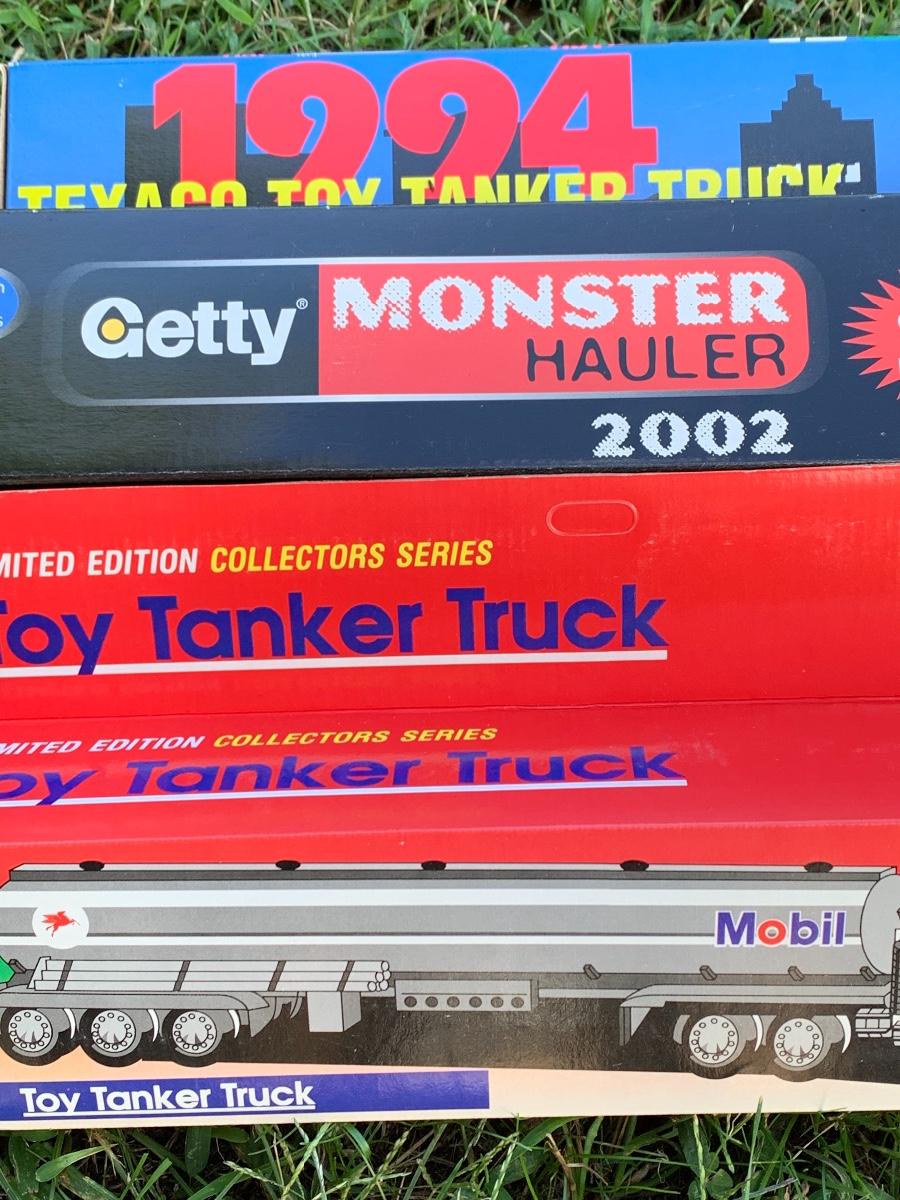 1994
TEXACO TOY TANKER TRUCK
Getty® MONSTER
HAULER
2002
MITED EDITION COLLECTORS SERIES
Toy Tanker Truck
MITED EDITION COLLECTORS SERIES
oy Tanker Truck
Mobil
Toy Tanker Truck